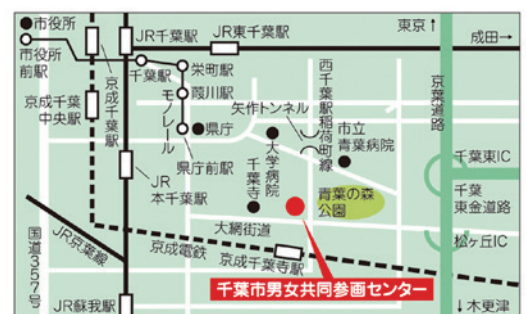 市役所
JR千葉駅
JR東千葉駅
東京↑
成田→
市役所
前駅
千葉駅
栄町駅
京成千葉駅
京成千葉
中央駅
モノレール
葭川駅
県庁
県庁前駅
矢作トンネル
西千葉駅稲荷町線
市立
青葉病院
京葉道路
大学病院
千葉東IC
JR
本千葉駅
千葉寺
青葉の森
公園
千葉
東金道路
大網街道
松ヶ丘IC
国道357号
JR京葉線
京成電鉄
京成千葉寺駅
千葉市男女共同参画センター
JR蘇我駅
↓木更津